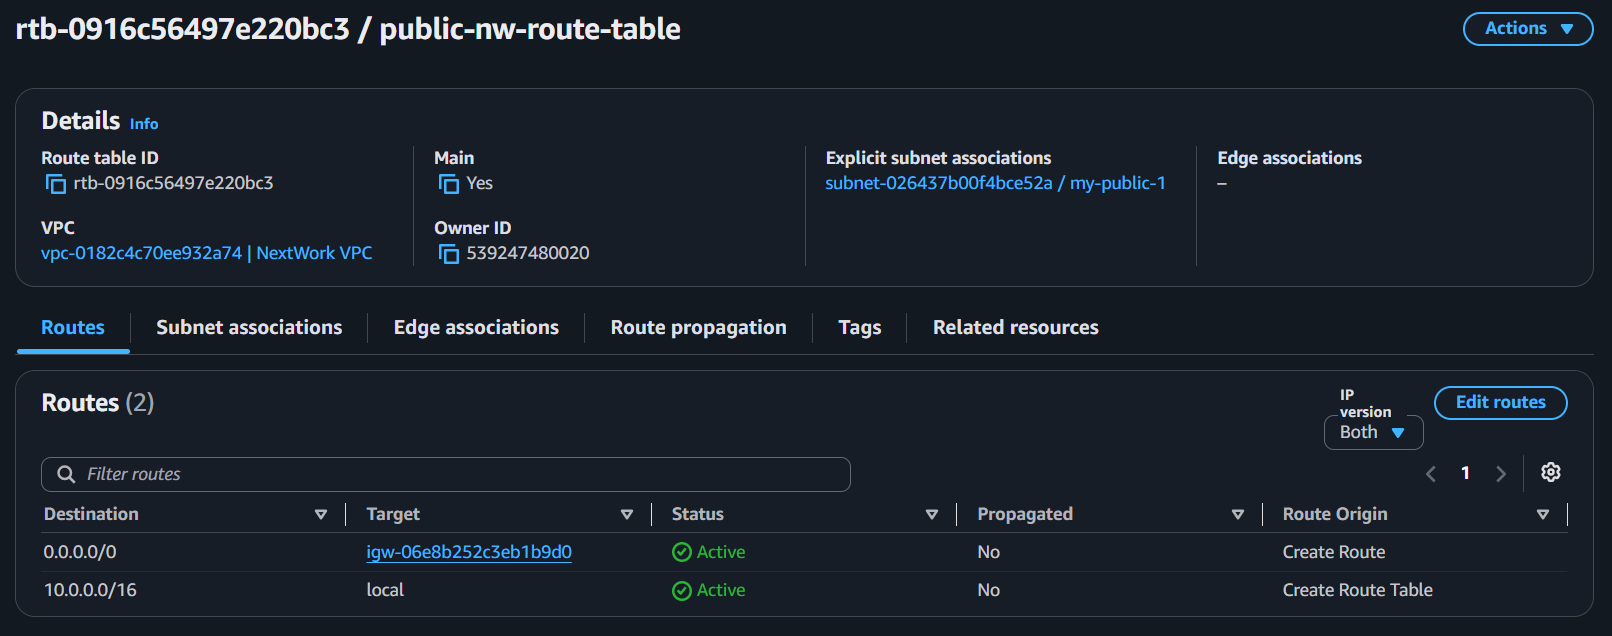 rtb-0916c56497e220bc3 / public-nw-route-table
Actions
Details Info
Route table ID
rtb-0916c56497e220bc3
Main
Yes
Explicit subnet associations
subnet-026437b00f4bce52a / my-public-1
Edge associations
–
VPC
vpc-0182c4c70ee932a74 | NextWork VPC
Owner ID
539247480020
Routes
Subnet associations
Edge associations
Route propagation
Tags
Related resources
Routes (2)
IP version
Both
Edit routes
Filter routes
1
Destination Target Status Propagated Route Origin
0.0.0.0/0 igw-06e8b252c3eb1b9d0 Active No Create Route
10.0.0.0/16 local Active No Create Route Table